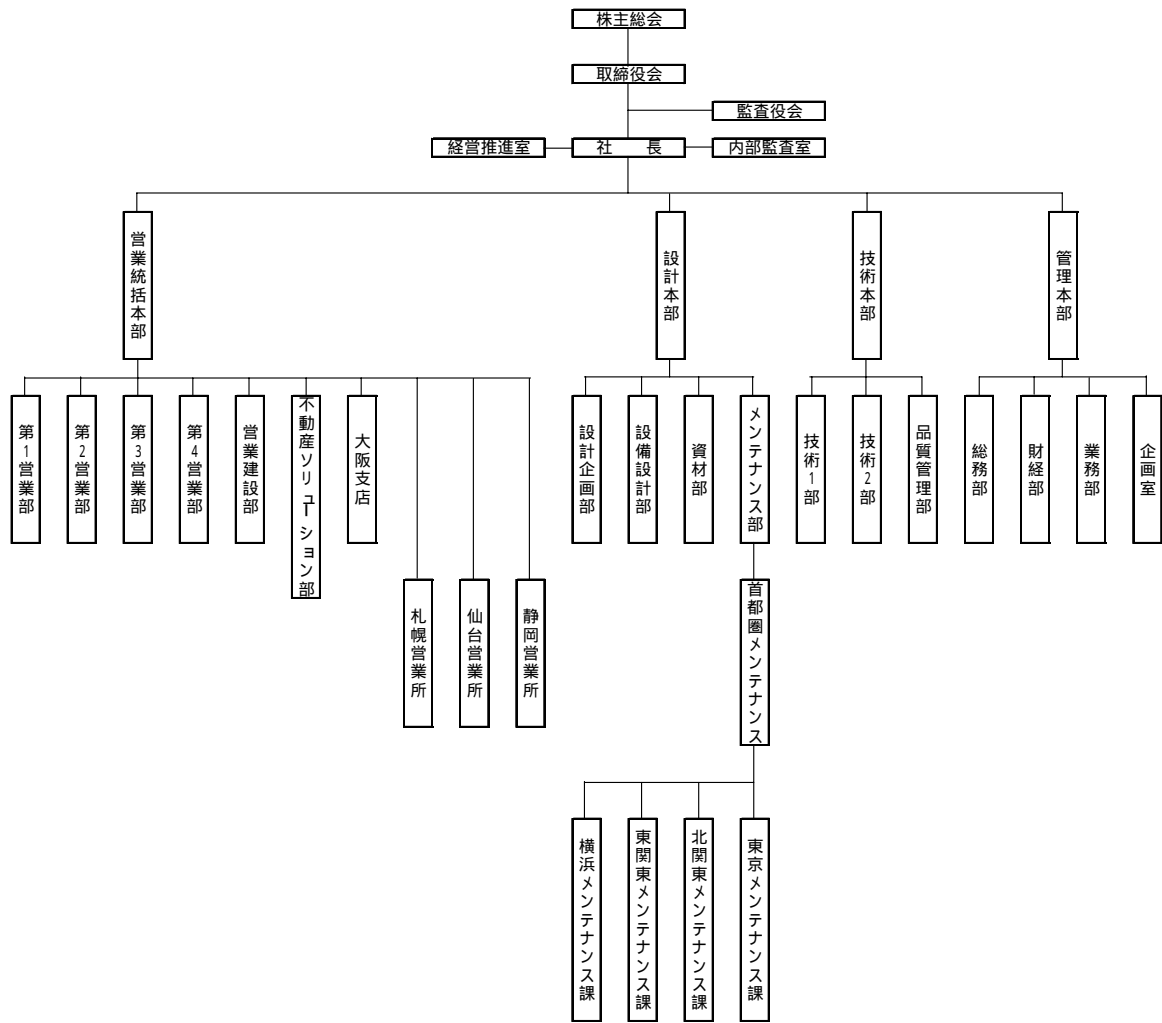 株主総会
取締役会
監査役会
経営推進室
社　長
内部監査室
営業統括本部
設計本部
技術本部
管理本部
第1営業部
第2営業部
第3営業部
第4営業部
営業建設部
不動産ソリューション部
大阪支店
設計企画部
設備設計部
資材部
メンテナンス部
技術1部
技術2部
品質管理部
総務部
財経部
業務部
企画室
札幌営業所
仙台営業所
静岡営業所
首都圏メンテナンス
横浜メンテナンス課
東関東メンテナンス課
北関東メンテナンス課
東京メンテナンス課